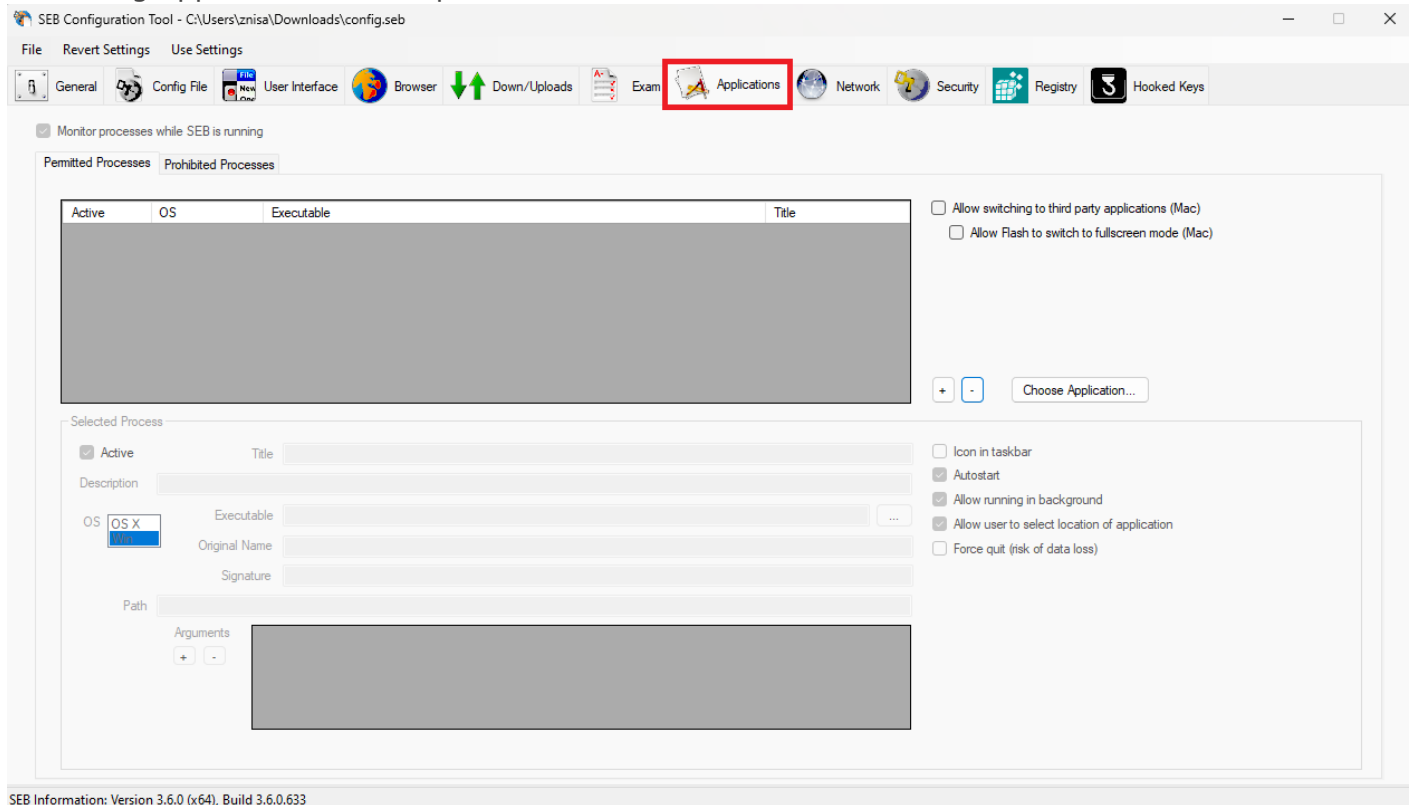 SEB Configuration Tool - C:\Users\znisa\Downloads\config.seb
File Revert Settings Use Settings
General Config File User Interface Browser Down/Uploads Exam Applications Network Security Registry Hooked Keys
Monitor processes while SEB is running
Permitted Processes Prohibited Processes
Active OS Executable Title
Allow switching to third party applications (Mac)
Allow Flash to switch to fullscreen mode (Mac)
+ - Choose Application...
Selected Process
Active Title
Icon in taskbar
Description
Autostart
Allow running in background
OS OS X
Win
Executable ...
Allow user to select location of application
Original Name
Force quit (risk of data loss)
Signature
Path
Arguments
+ -
SEB Information: Version 3.6.0 (x64), Build 3.6.0.633